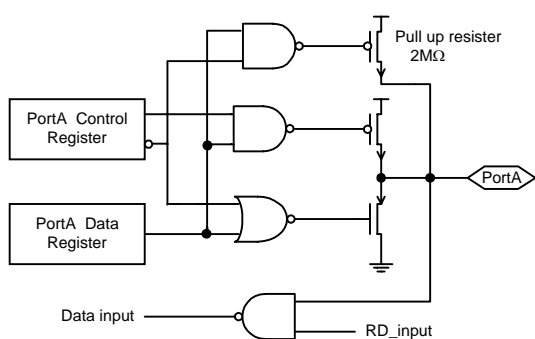 Pull up resister
2MΩ
PortA Control
Register
PortA
PortA Data
Register
Data input
RD_input